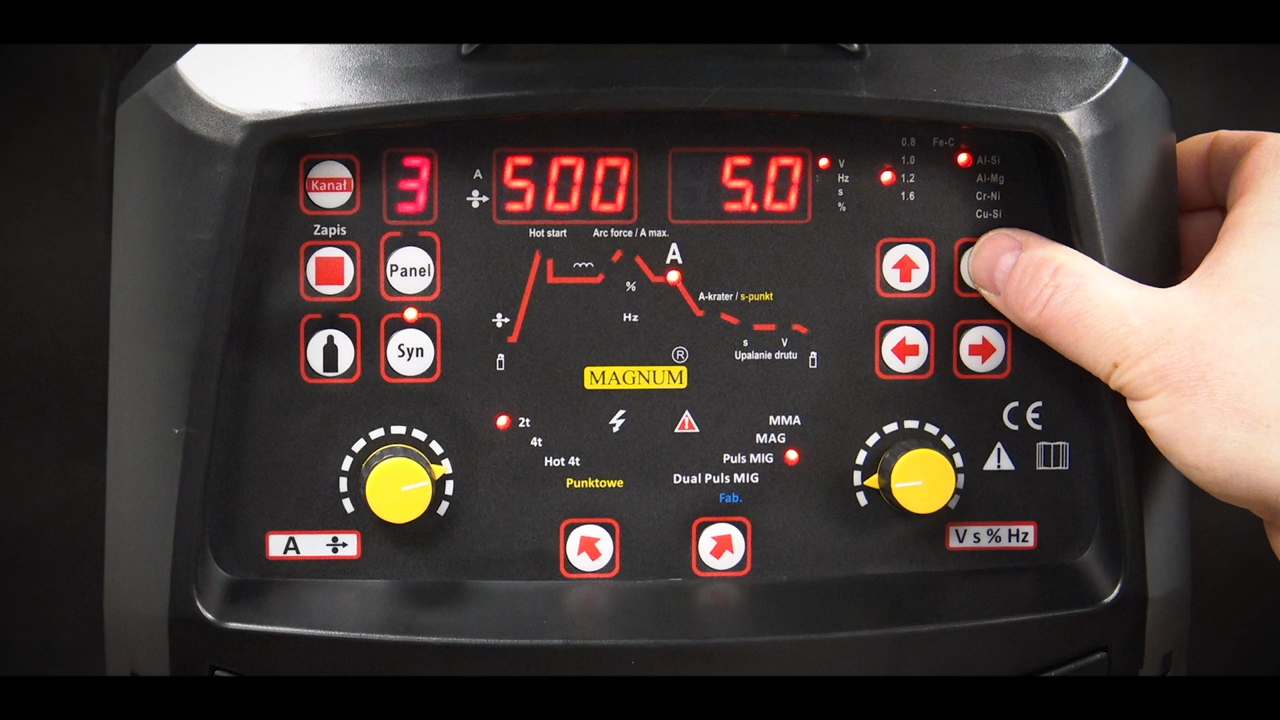 0.8 Fe-C
Kanał 3 A 500 5.0 V 1.0 Al-Si
Hz 1.2 Al-Mg
s 1.6 Cr-Ni
% Cu-Si
Zapis Hot start Arc force / A max.
A
Panel
%
A-krater / s-punkt
Hz
Syn s V
Upalanie drutu
®
MAGNUM
CE
2t MMA
4t MAG
Hot 4t Puls MIG
Punktowe Dual Puls MIG
Fab.
A V s % Hz